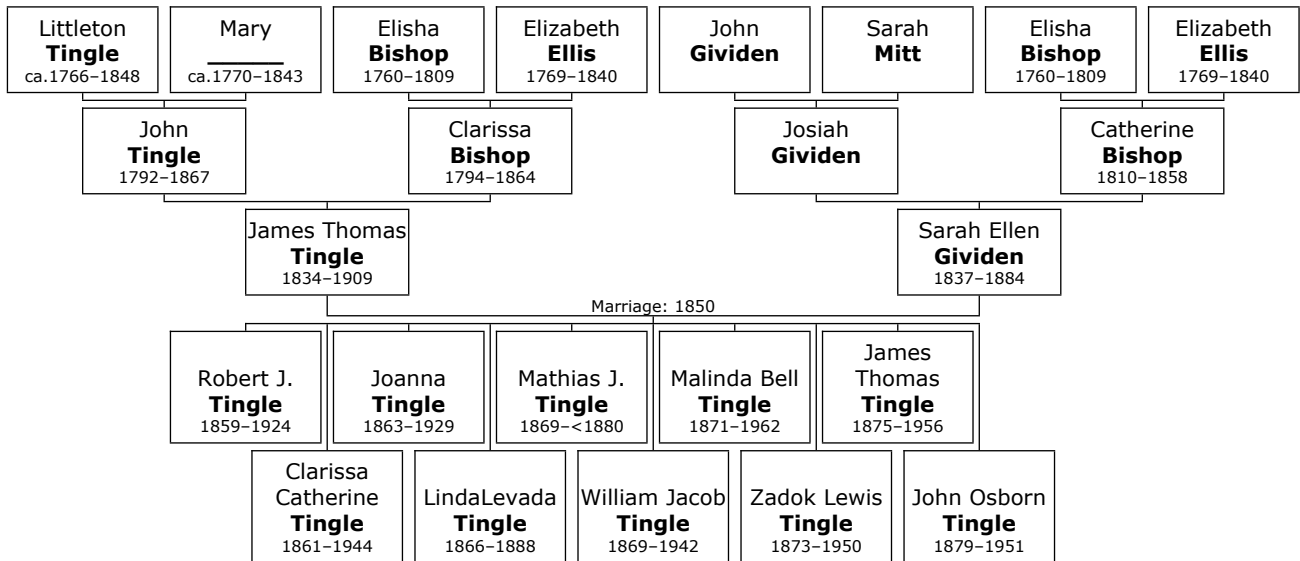 Littleton
Tingle
ca.1766–1848
Mary
______
ca.1770–1843
Elisha
Bishop
1760–1809
Elizabeth
Ellis
1769–1840
John
Gividen
Sarah
Mitt
Elisha
Bishop
1760–1809
Elizabeth
Ellis
1769–1840
John
Tingle
1792–1867
Clarissa
Bishop
1794–1864
Josiah
Gividen
Catherine
Bishop
1810–1858
James Thomas
Tingle
1834–1909
Sarah Ellen
Gividen
1837–1884
Marriage: 1850
Robert J.
Tingle
1859–1924
Joanna
Tingle
1863–1929
Mathias J.
Tingle
1869–<1880
Malinda Bell
Tingle
1871–1962
James
Thomas
Tingle
1875–1956
Clarissa
Catherine
Tingle
1861–1944
LindaLevada
Tingle
1866–1888
William Jacob
Tingle
1869–1942
Zadok Lewis
Tingle
1873–1950
John Osborn
Tingle
1879–1951